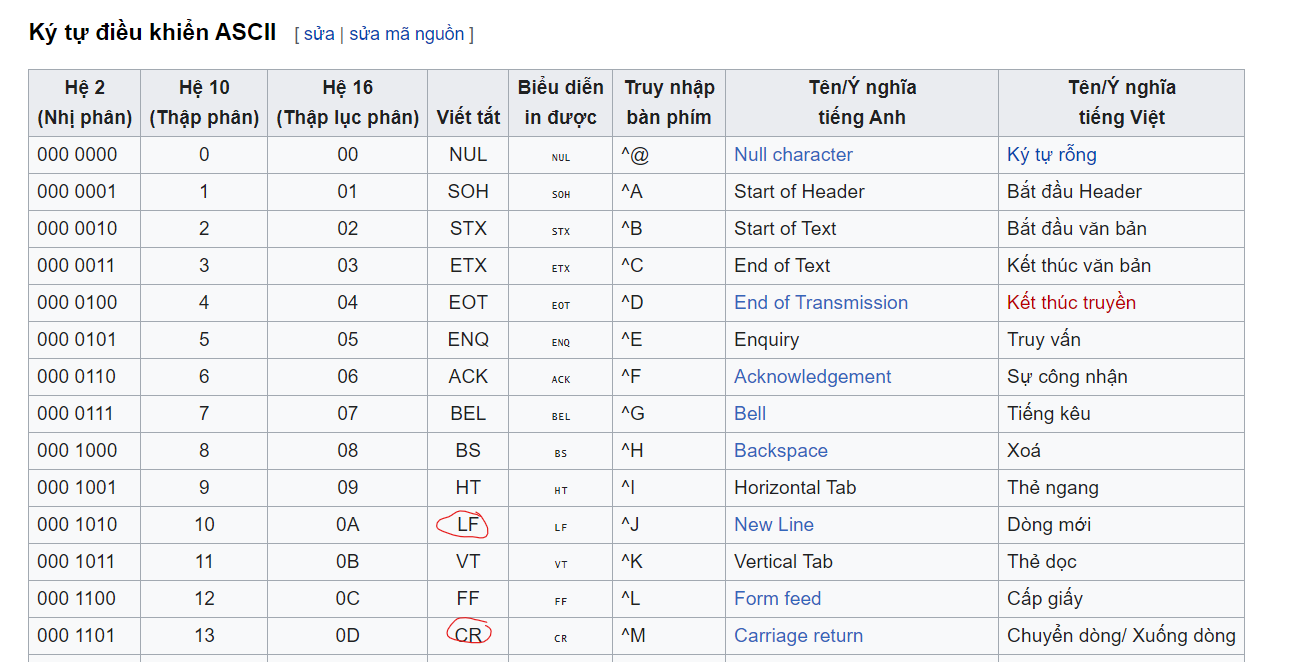 Ký tự điều khiển ASCII [ sửa | sửa mã nguồn ]
Hệ 2 (Nhị phân) Hệ 10 (Thập phân) Hệ 16 (Thập lục phân) Viết tắt Biểu diễn in được Truy nhập bàn phím Tên/Ý nghĩa tiếng Anh Tên/Ý nghĩa tiếng Việt
000 0000 0 00 NUL NUL ^@ Null character Ký tự rỗng
000 0001 1 01 SOH SOH ^A Start of Header Bắt đầu Header
000 0010 2 02 STX STX ^B Start of Text Bắt đầu văn bản
000 0011 3 03 ETX ETX ^C End of Text Kết thúc văn bản
000 0100 4 04 EOT EOT ^D End of Transmission Kết thúc truyền
000 0101 5 05 ENQ ENQ ^E Enquiry Truy vấn
000 0110 6 06 ACK ACK ^F Acknowledgement Sự công nhận
000 0111 7 07 BEL BEL ^G Bell Tiếng kêu
000 1000 8 08 BS BS ^H Backspace Xoá
000 1001 9 09 HT HT ^I Horizontal Tab Thẻ ngang
000 1010 10 0A LF LF ^J New Line Dòng mới
000 1011 11 0B VT VT ^K Vertical Tab Thẻ dọc
000 1100 12 0C FF FF ^L Form feed Cấp giấy
000 1101 13 0D CR CR ^M Carriage return Chuyển dòng/ Xuống dòng